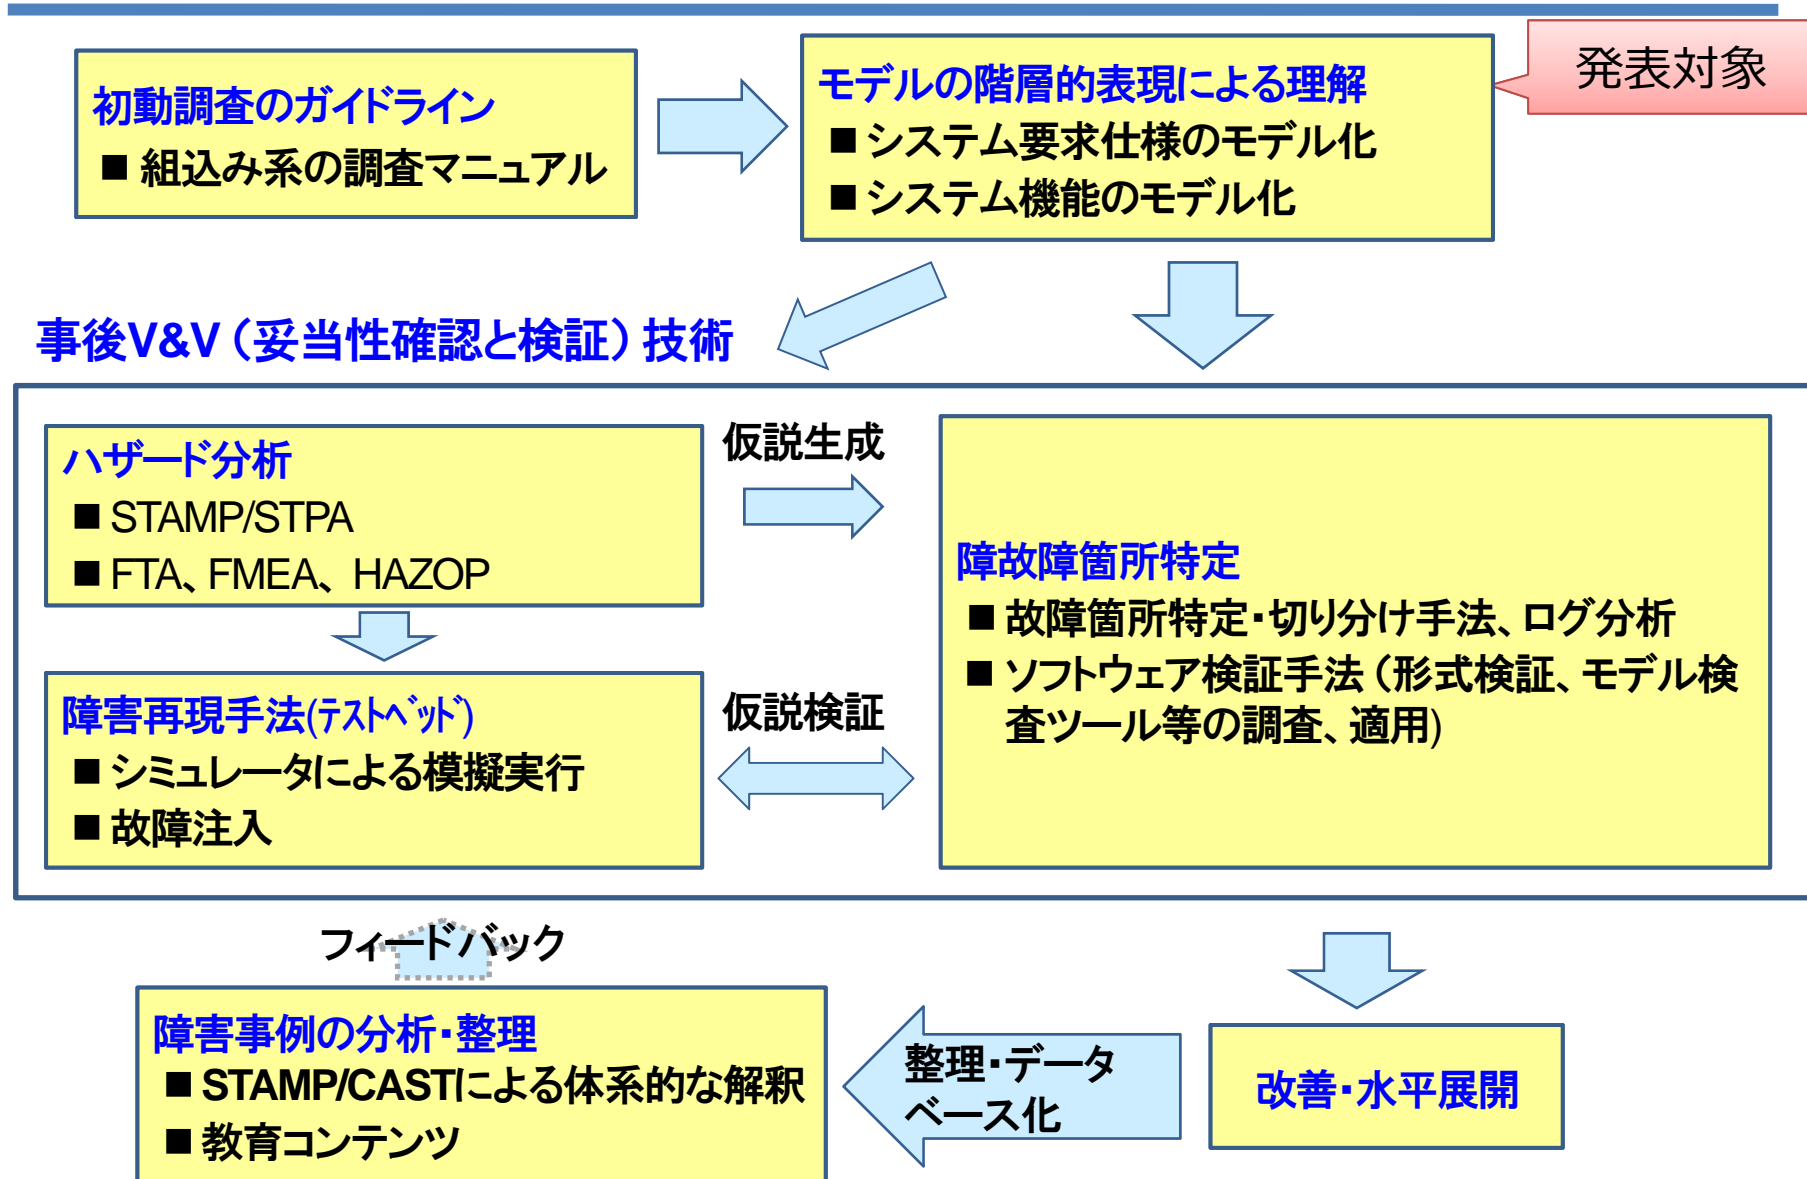 発表対象
初動調査のガイドライン
■ 組込み系の調査マニュアル
モデルの階層的表現による理解
■ システム要求仕様のモデル化
■ システム機能のモデル化
事後V&V（妥当性確認と検証）技術
ハザード分析
■ STAMP/STPA
■ FTA、FMEA、HAZOP
仮説生成
障害再現手法(ﾃｽﾄﾍﾞｯﾄﾞ)
■ シミュレータによる模擬実行
■ 故障注入
仮説検証
障故障箇所特定
■ 故障箇所特定・切り分け手法、ログ分析
■ ソフトウェア検証手法（形式検証、モデル検
査ツール等の調査、適用)
フィードバック
障害事例の分析・整理
■ STAMP/CASTによる体系的な解釈
■ 教育コンテンツ
整理・データ
ベース化
改善・水平展開